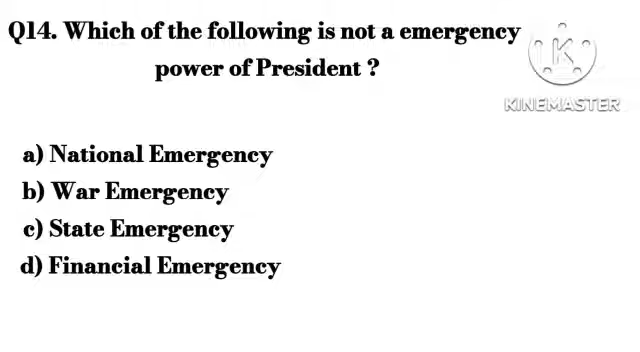 Q14. Which of the following is not a emergency
power of President ?
K
KINEMASTER
a) National Emergency
b) War Emergency
c) State Emergency
d) Financial Emergency